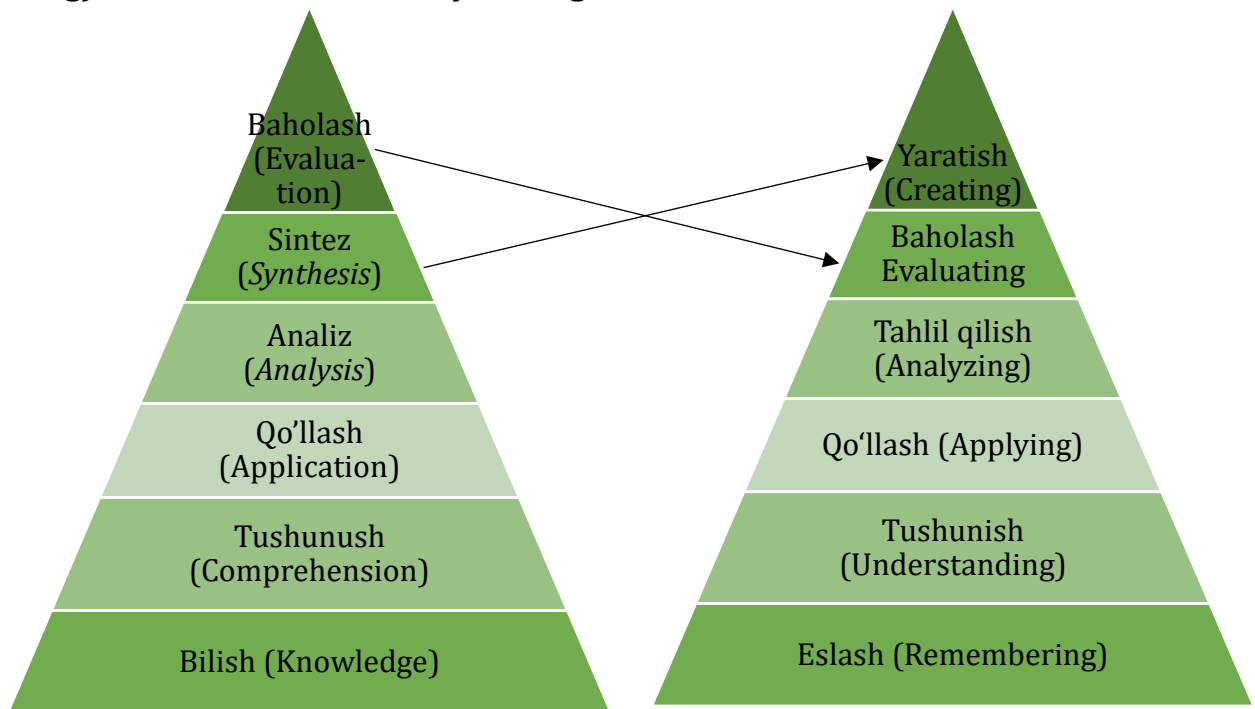 Baholash
(Evalua-
tion)
Sintez
(Synthesis)
Analiz
(Analysis)
Qo’llash
(Application)
Tushunush
(Comprehension)
Bilish (Knowledge)
Yaratish
(Creating)
Baholash
Evaluating
Tahlil qilish
(Analyzing)
Qo‘llash (Applying)
Tushunish
(Understanding)
Eslash (Remembering)